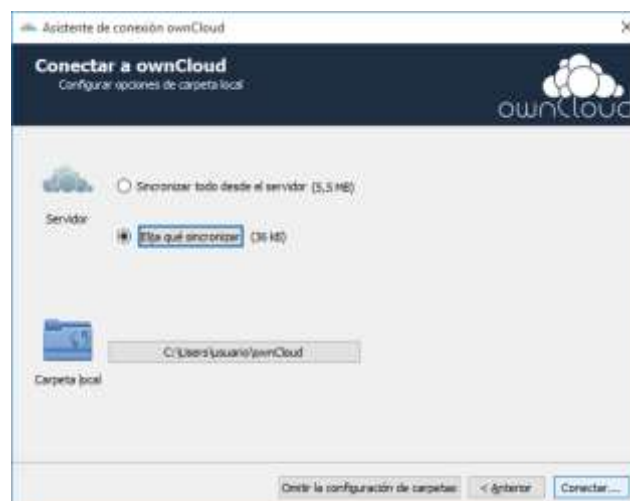 Asistente de conexión ownCloud
Conectar a ownCloud
Configurar opciones de carpeta local
ownCloud
Sincronizar todo desde el servidor (5,5 MB)
Servidor
Elija qué sincronizar (36 kB)
C:\Users\usuario\ownCloud
Carpeta local
Omitir la configuración de carpetas
< Anterior
Conectar...